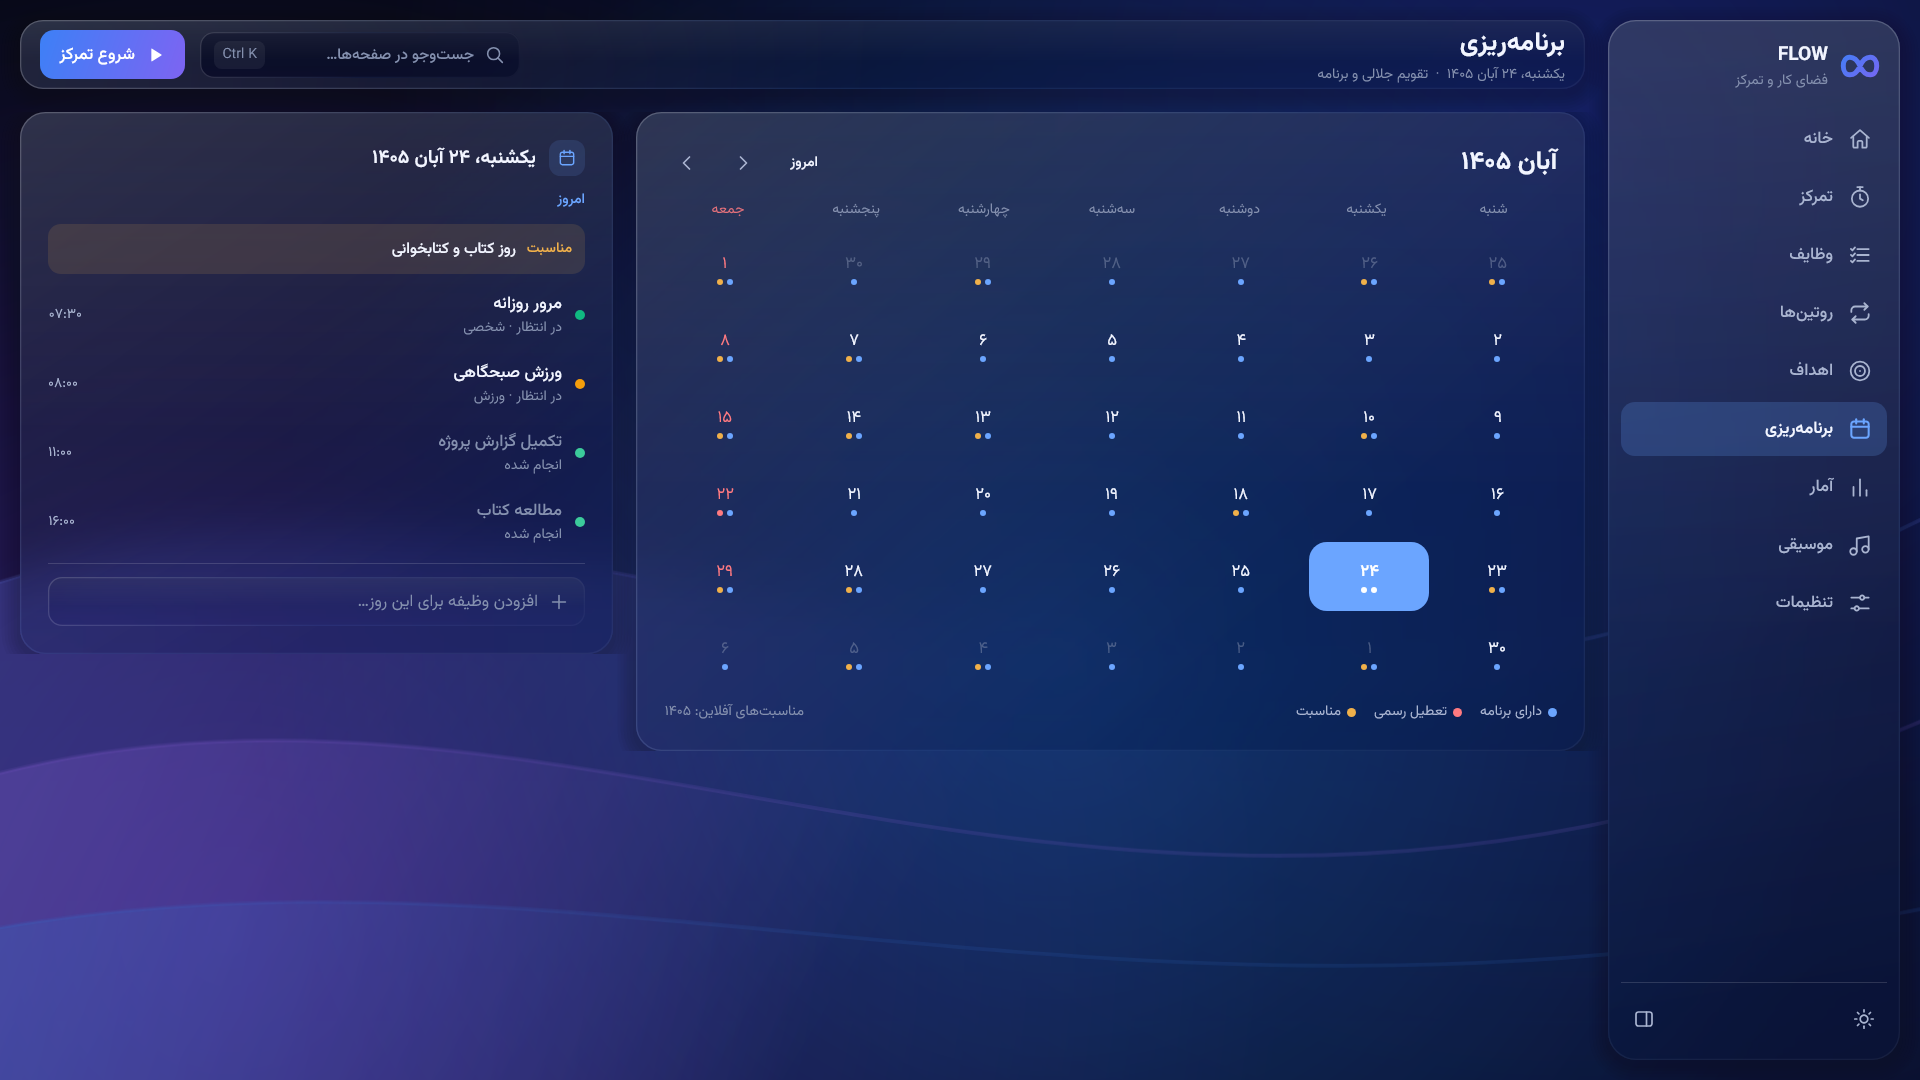 FLOW
فضای کار و تمرکز
خانه
تمرکز
وظایف
روتین‌ها
اهداف
برنامه‌ریزی
آمار
موسیقی
تنظیمات
برنامه‌ریزی
یکشنبه، ۲۴ آبان ۱۴۰۵ · تقویم جلالی و برنامه
جست‌وجو در صفحه‌ها...
Ctrl K
شروع تمرکز
آبان ۱۴۰۵
امروز
شنبه یکشنبه دوشنبه سه‌شنبه چهارشنبه پنجشنبه جمعه
۲۵ ۲۶ ۲۷ ۲۸ ۲۹ ۳۰ ۱
۲ ۳ ۴ ۵ ۶ ۷ ۸
۹ ۱۰ ۱۱ ۱۲ ۱۳ ۱۴ ۱۵
۱۶ ۱۷ ۱۸ ۱۹ ۲۰ ۲۱ ۲۲
۲۳ ۲۴ ۲۵ ۲۶ ۲۷ ۲۸ ۲۹
۳۰ ۱ ۲ ۳ ۴ ۵ ۶
دارای برنامه
تعطیل رسمی
مناسبت
مناسبت‌های آفلاین: ۱۴۰۵
یکشنبه، ۲۴ آبان ۱۴۰۵
امروز
مناسبت روز کتاب و کتابخوانی
مرور روزانه
در انتظار · شخصی
۰۷:۳۰
ورزش صبحگاهی
در انتظار · ورزش
۰۸:۰۰
تکمیل گزارش پروژه
انجام شده
۱۱:۰۰
مطالعه کتاب
انجام شده
۱۶:۰۰
افزودن وظیفه برای این روز...